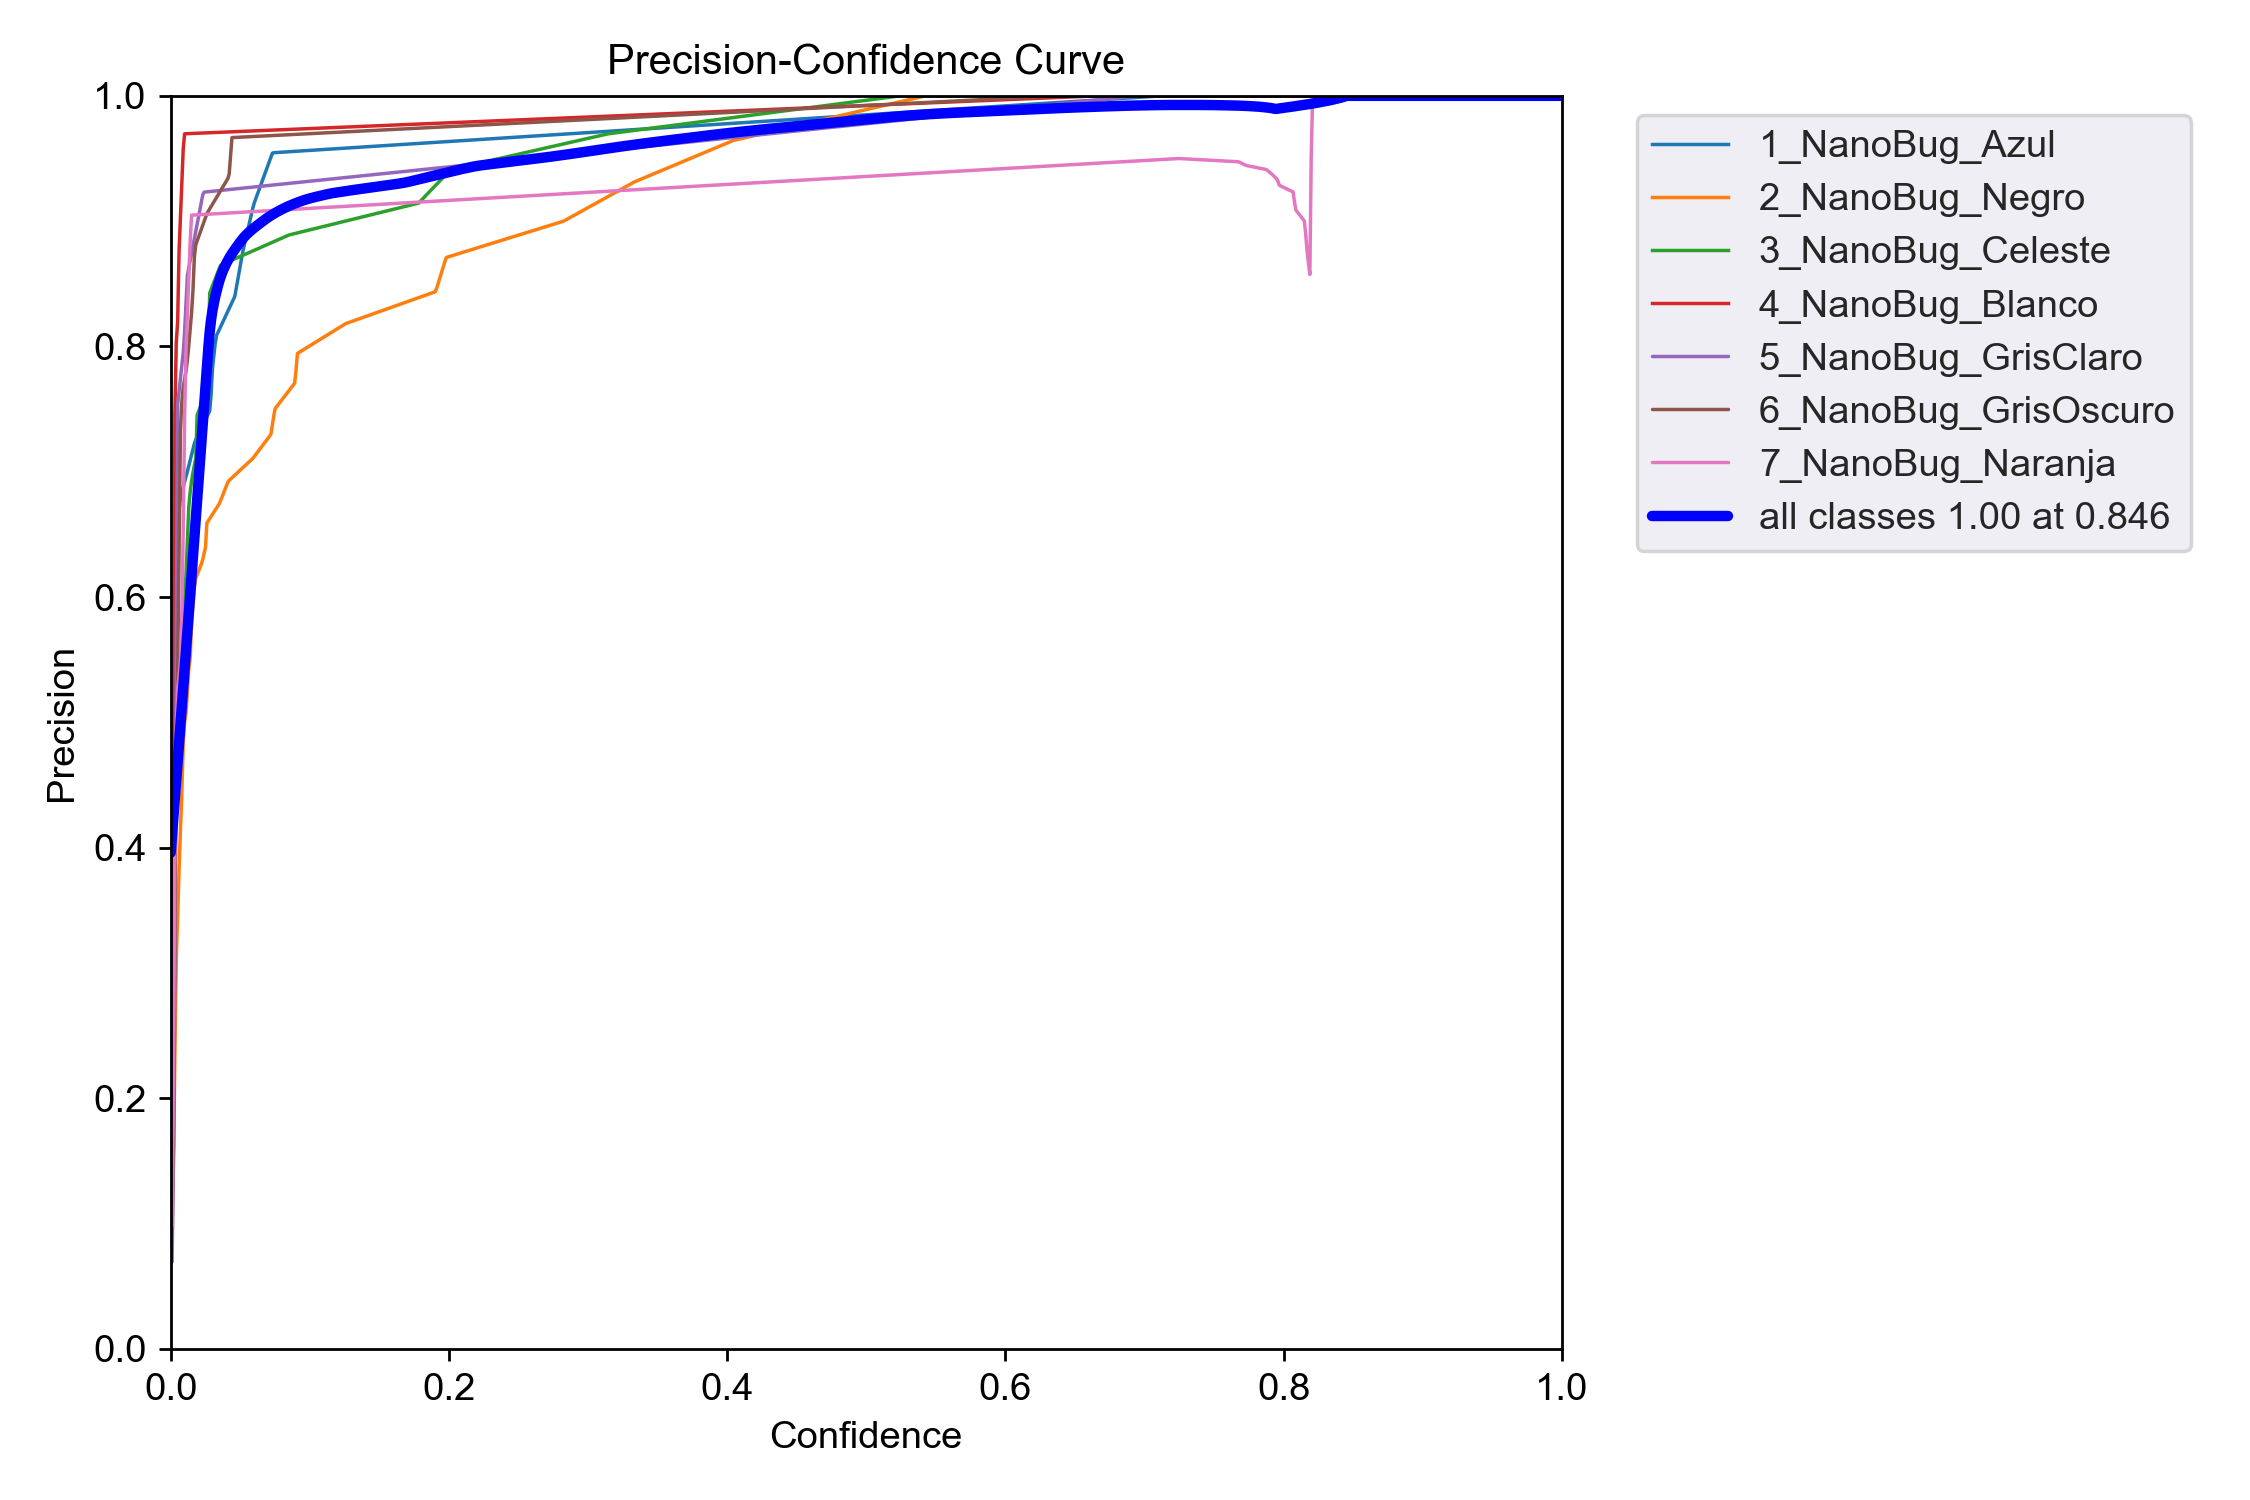 Precision-Confidence Curve
1.0
0.8
0.6
0.4
0.2
0.0
Precision
0.0 0.2 0.4 0.6 0.8 1.0
Confidence
1_NanoBug_Azul
2_NanoBug_Negro
3_NanoBug_Celeste
4_NanoBug_Blanco
5_NanoBug_GrisClaro
6_NanoBug_GrisOscuro
7_NanoBug_Naranja
all classes 1.00 at 0.846